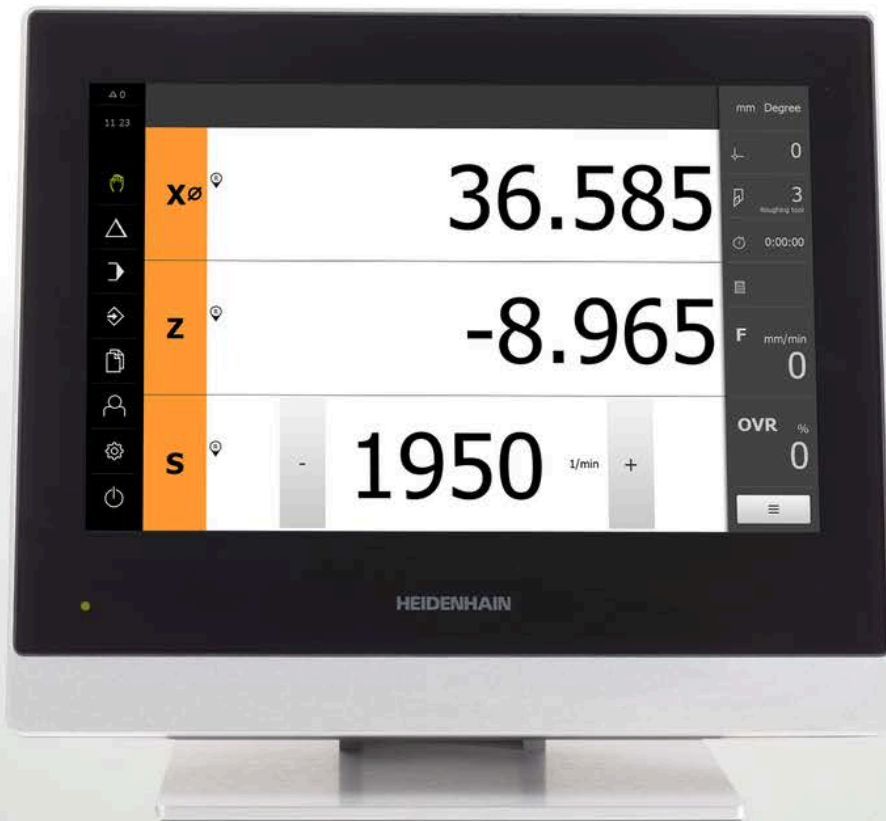 0
11 23
X⌀
R
36.585
Z
R
-8.965
S
R
-
1950
1/min
+
mm Degree
0
3
Roughing tool
0:00:00
F mm/min
0
OVR %
0
HEIDENHAIN